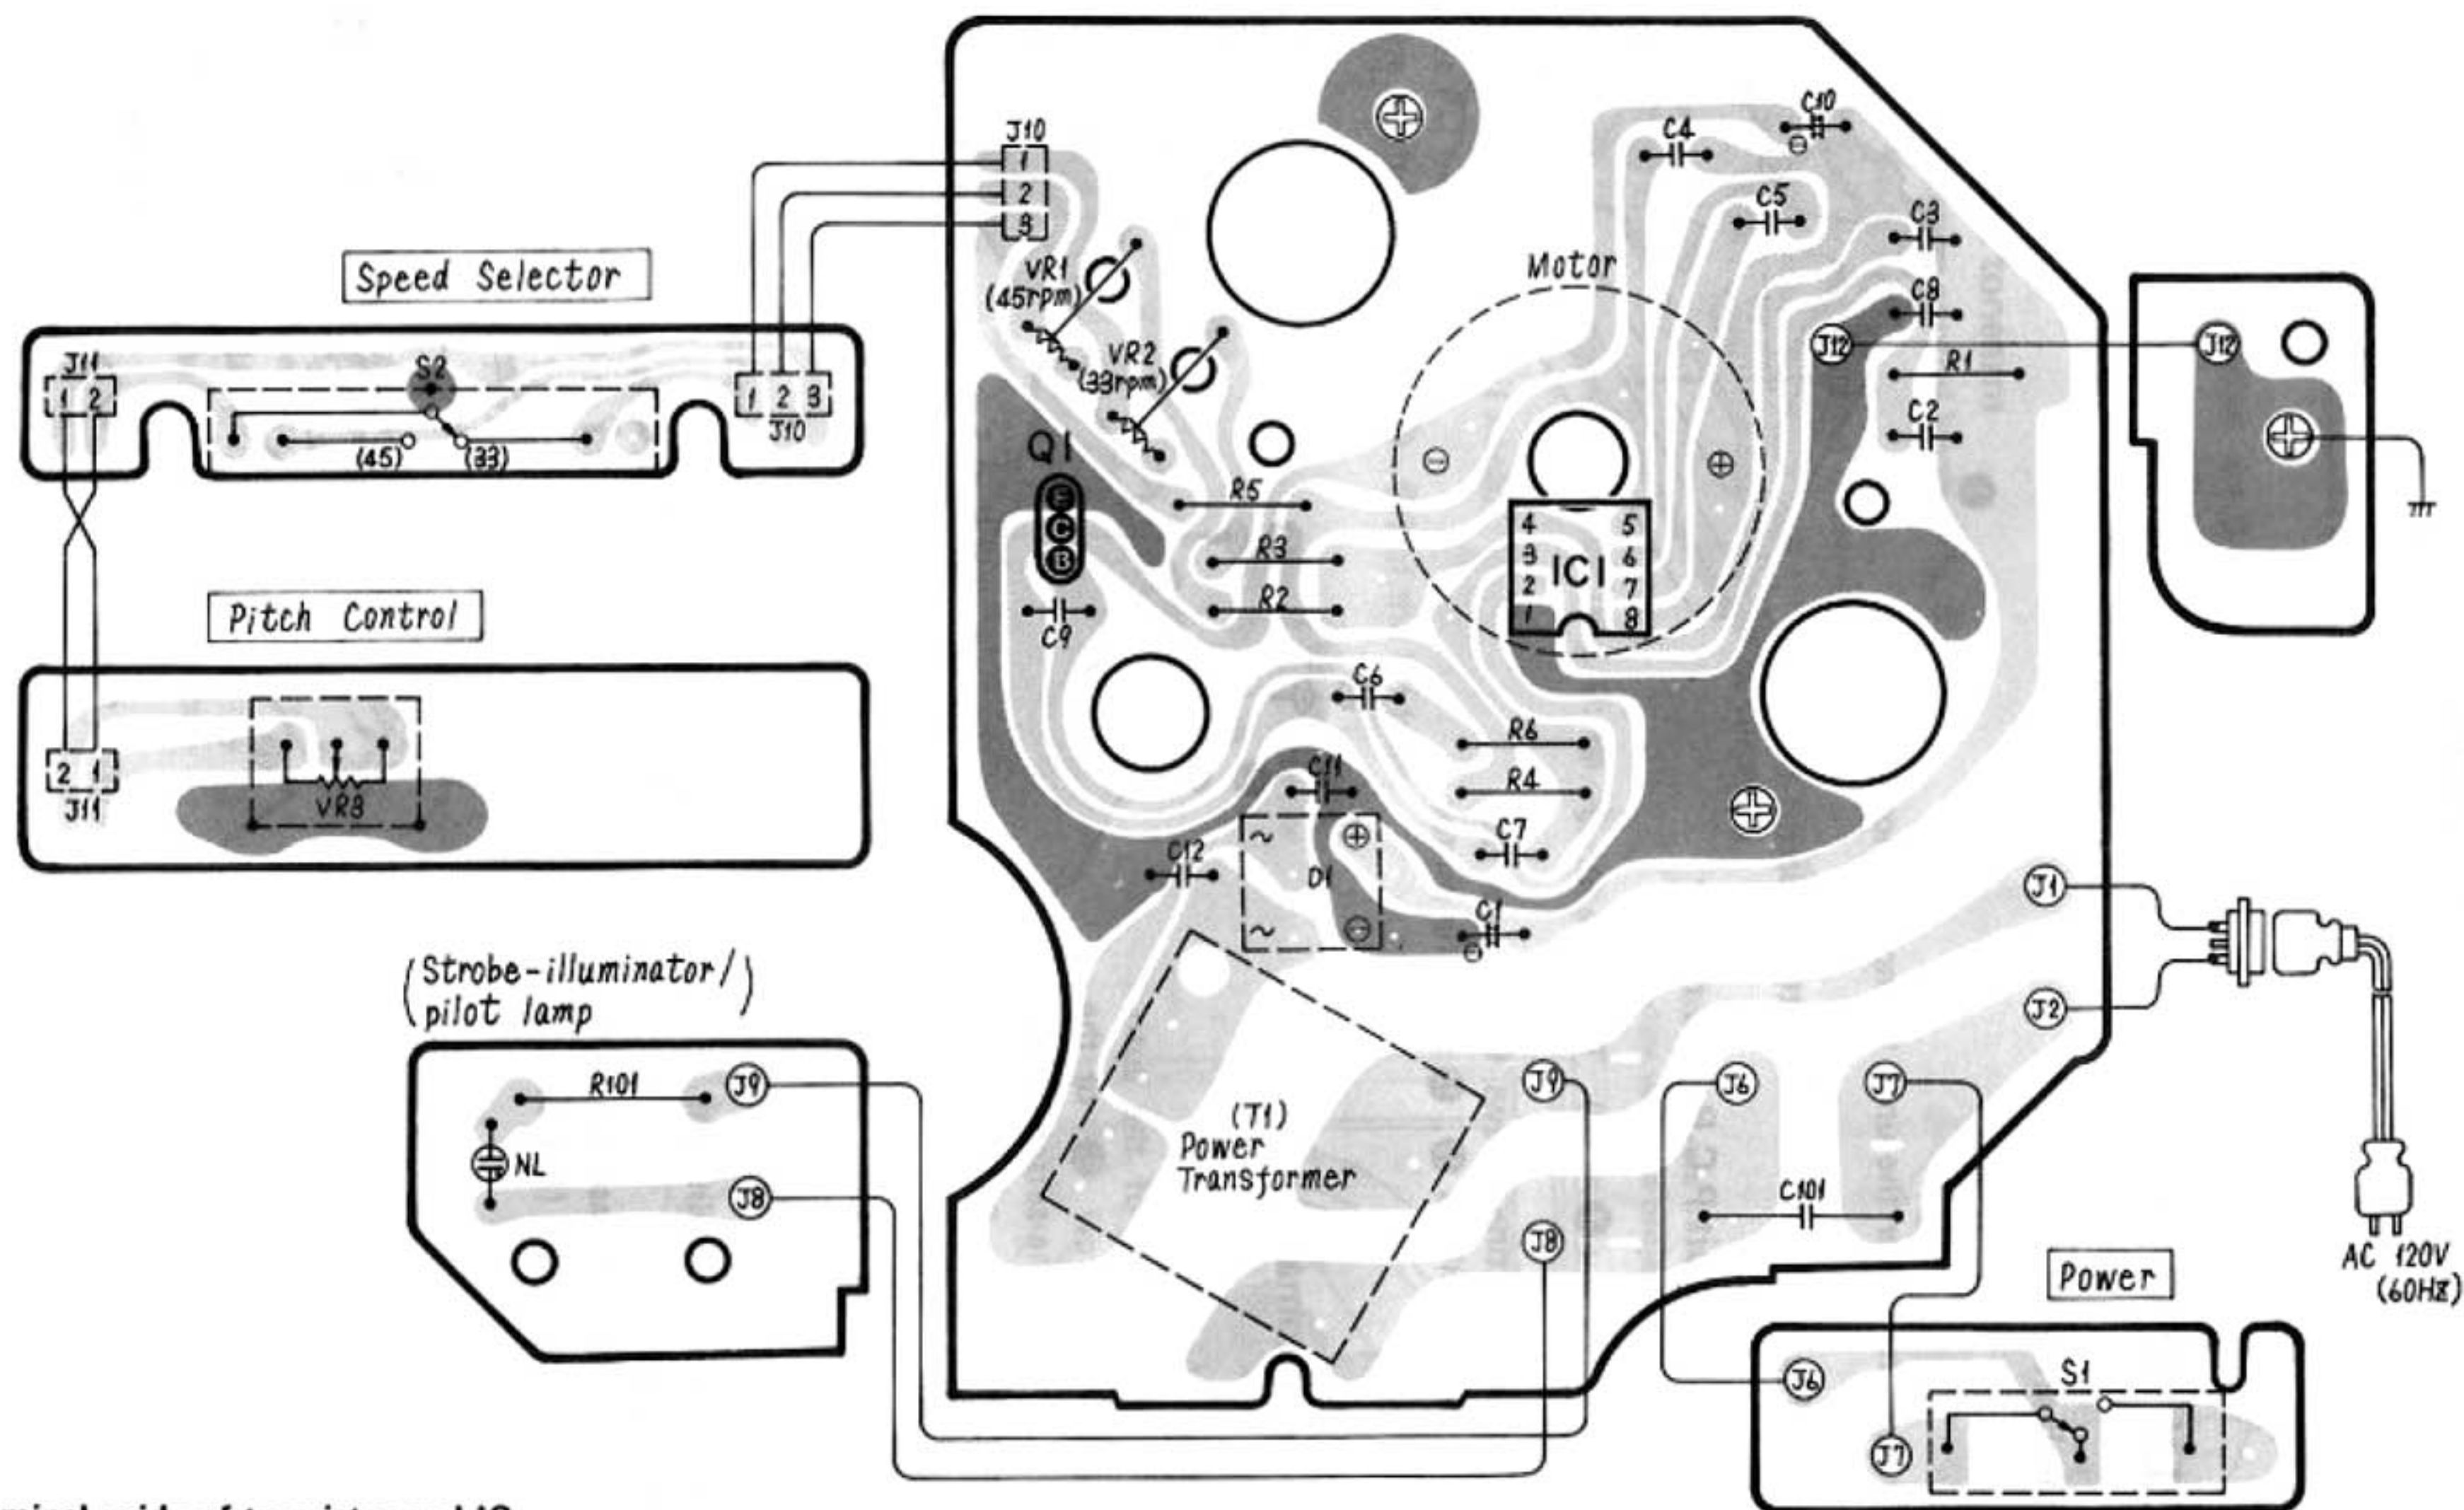 J10
1
2
3
C4
C10
⊖
C5
C3
Speed Selector
VR1
(45rpm)
Motor
C8
J11
1 2
S2
(45)
(33)
1 2 3
J10
VR2
(33rpm)
J12
J12
R1
C2
Q1
E
C
B
⊖
⊕
R5
R3
R2
4 5
3 6
IC1
2 7
1 8
Pitch Control
C9
C6
R6
R4
C11
C7
2 1
J11
VR3
C12
~
⊕
D1
~
⊖
C1
⊖
J1
J2
(Strobe-illuminator/
pilot lamp)
R101
J9
NL
J8
(T1)
Power
Transformer
J9
J8
J6
J7
C101
AC 120V
(60HZ)
Power
J6
S1
J7